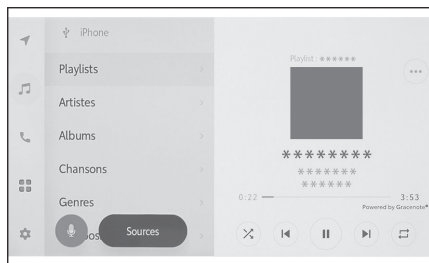 iPhone
Playlists
Artistes
Albums
Chansons
Genres
Sources
Playlist : ******
********
*******
******
0:22
3:53
Powered by Gracenote®